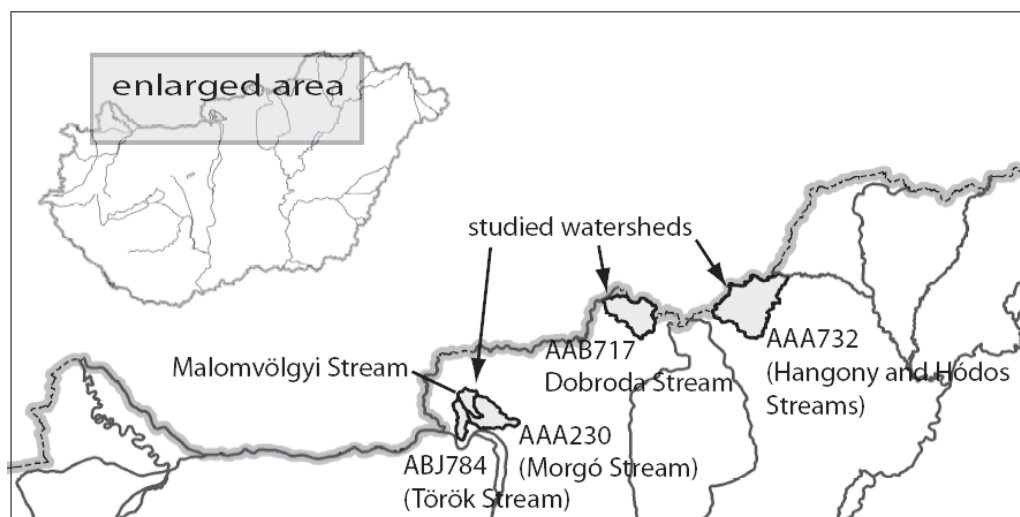 enlarged area
studied watersheds
Malomvölgyi Stream
AAB717
Dobroda Stream
AAA732
(Hangony and Hódos
Streams)
AAA230
(Morgó Stream)
ABJ784
(Török Stream)